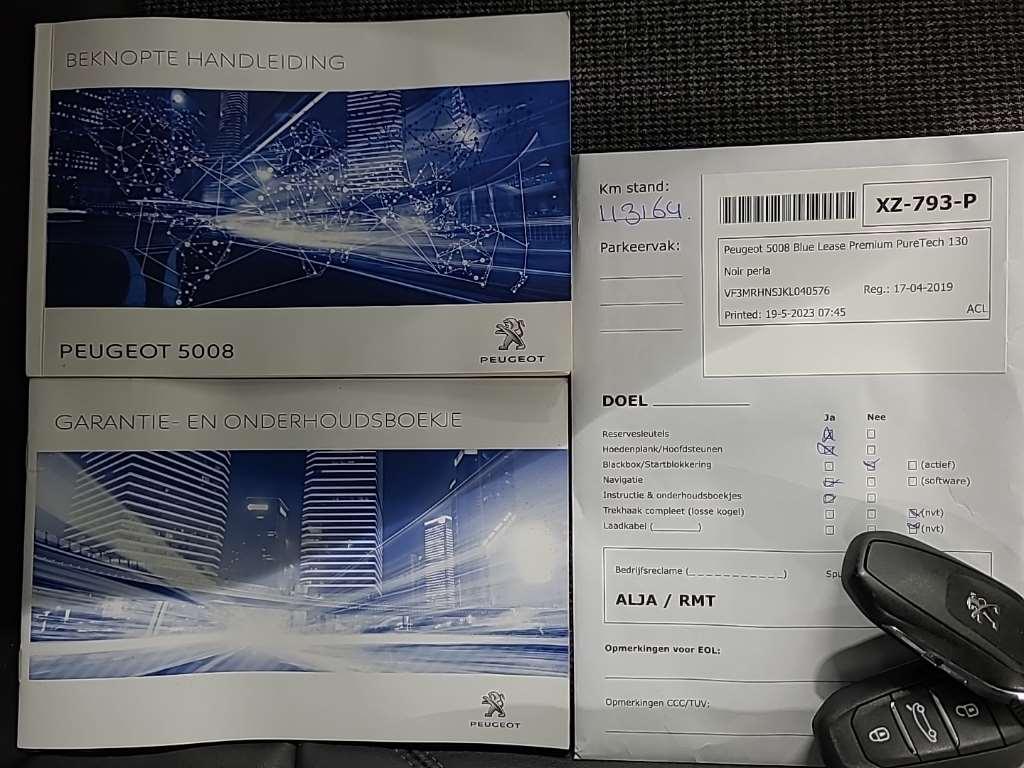 BEKNOPTE HANDLEIDING
PEUGEOT 5008
PEUGEOT
GARANTIE- EN ONDERHOUDSBOEKJE
PEUGEOT
Km stand:
113164.
Parkeervak:
XZ-793-P
Peugeot 5008 Blue Lease Premium PureTech 130
Noir perla
VF3MRHNSJKL040576 Reg.: 17-04-2019
Printed: 19-5-2023 07:45 ACL
DOEL
Ja Nee
Reservesleutels
Hoedenplank/Hoofdsteunen
Blackbox/Startblokkering (actief)
Navigatie (software)
Instructie & onderhoudsboekjes
Trekhaak compleet (losse kogel) (nvt)
Laadkabel (______) (nvt)
Bedrijfsreclame (___________)
ALJA / RMT
Opmerkingen voor EOL:
Opmerkingen CCC/TUV: